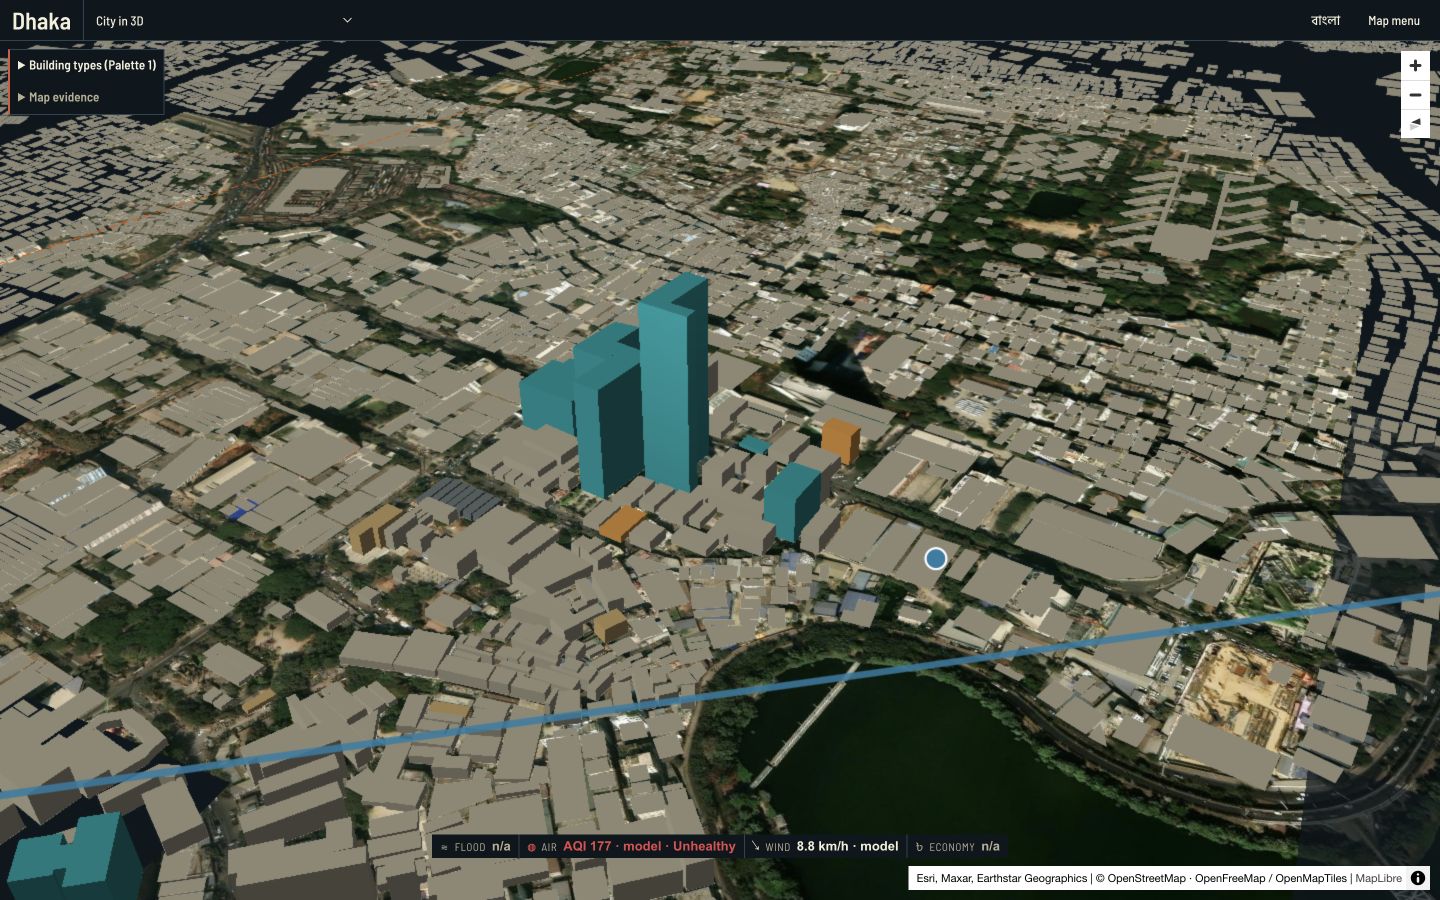 Dhaka
City in 3D
বাংলা
Map menu
Building types (Palette 1)
Map evidence
FLOOD n/a
AIR AQI 177 · model · Unhealthy
WIND 8.8 km/h · model
৳ ECONOMY n/a
Esri, Maxar, Earthstar Geographics | © OpenStreetMap · OpenFreeMap / OpenMapTiles | MapLibre